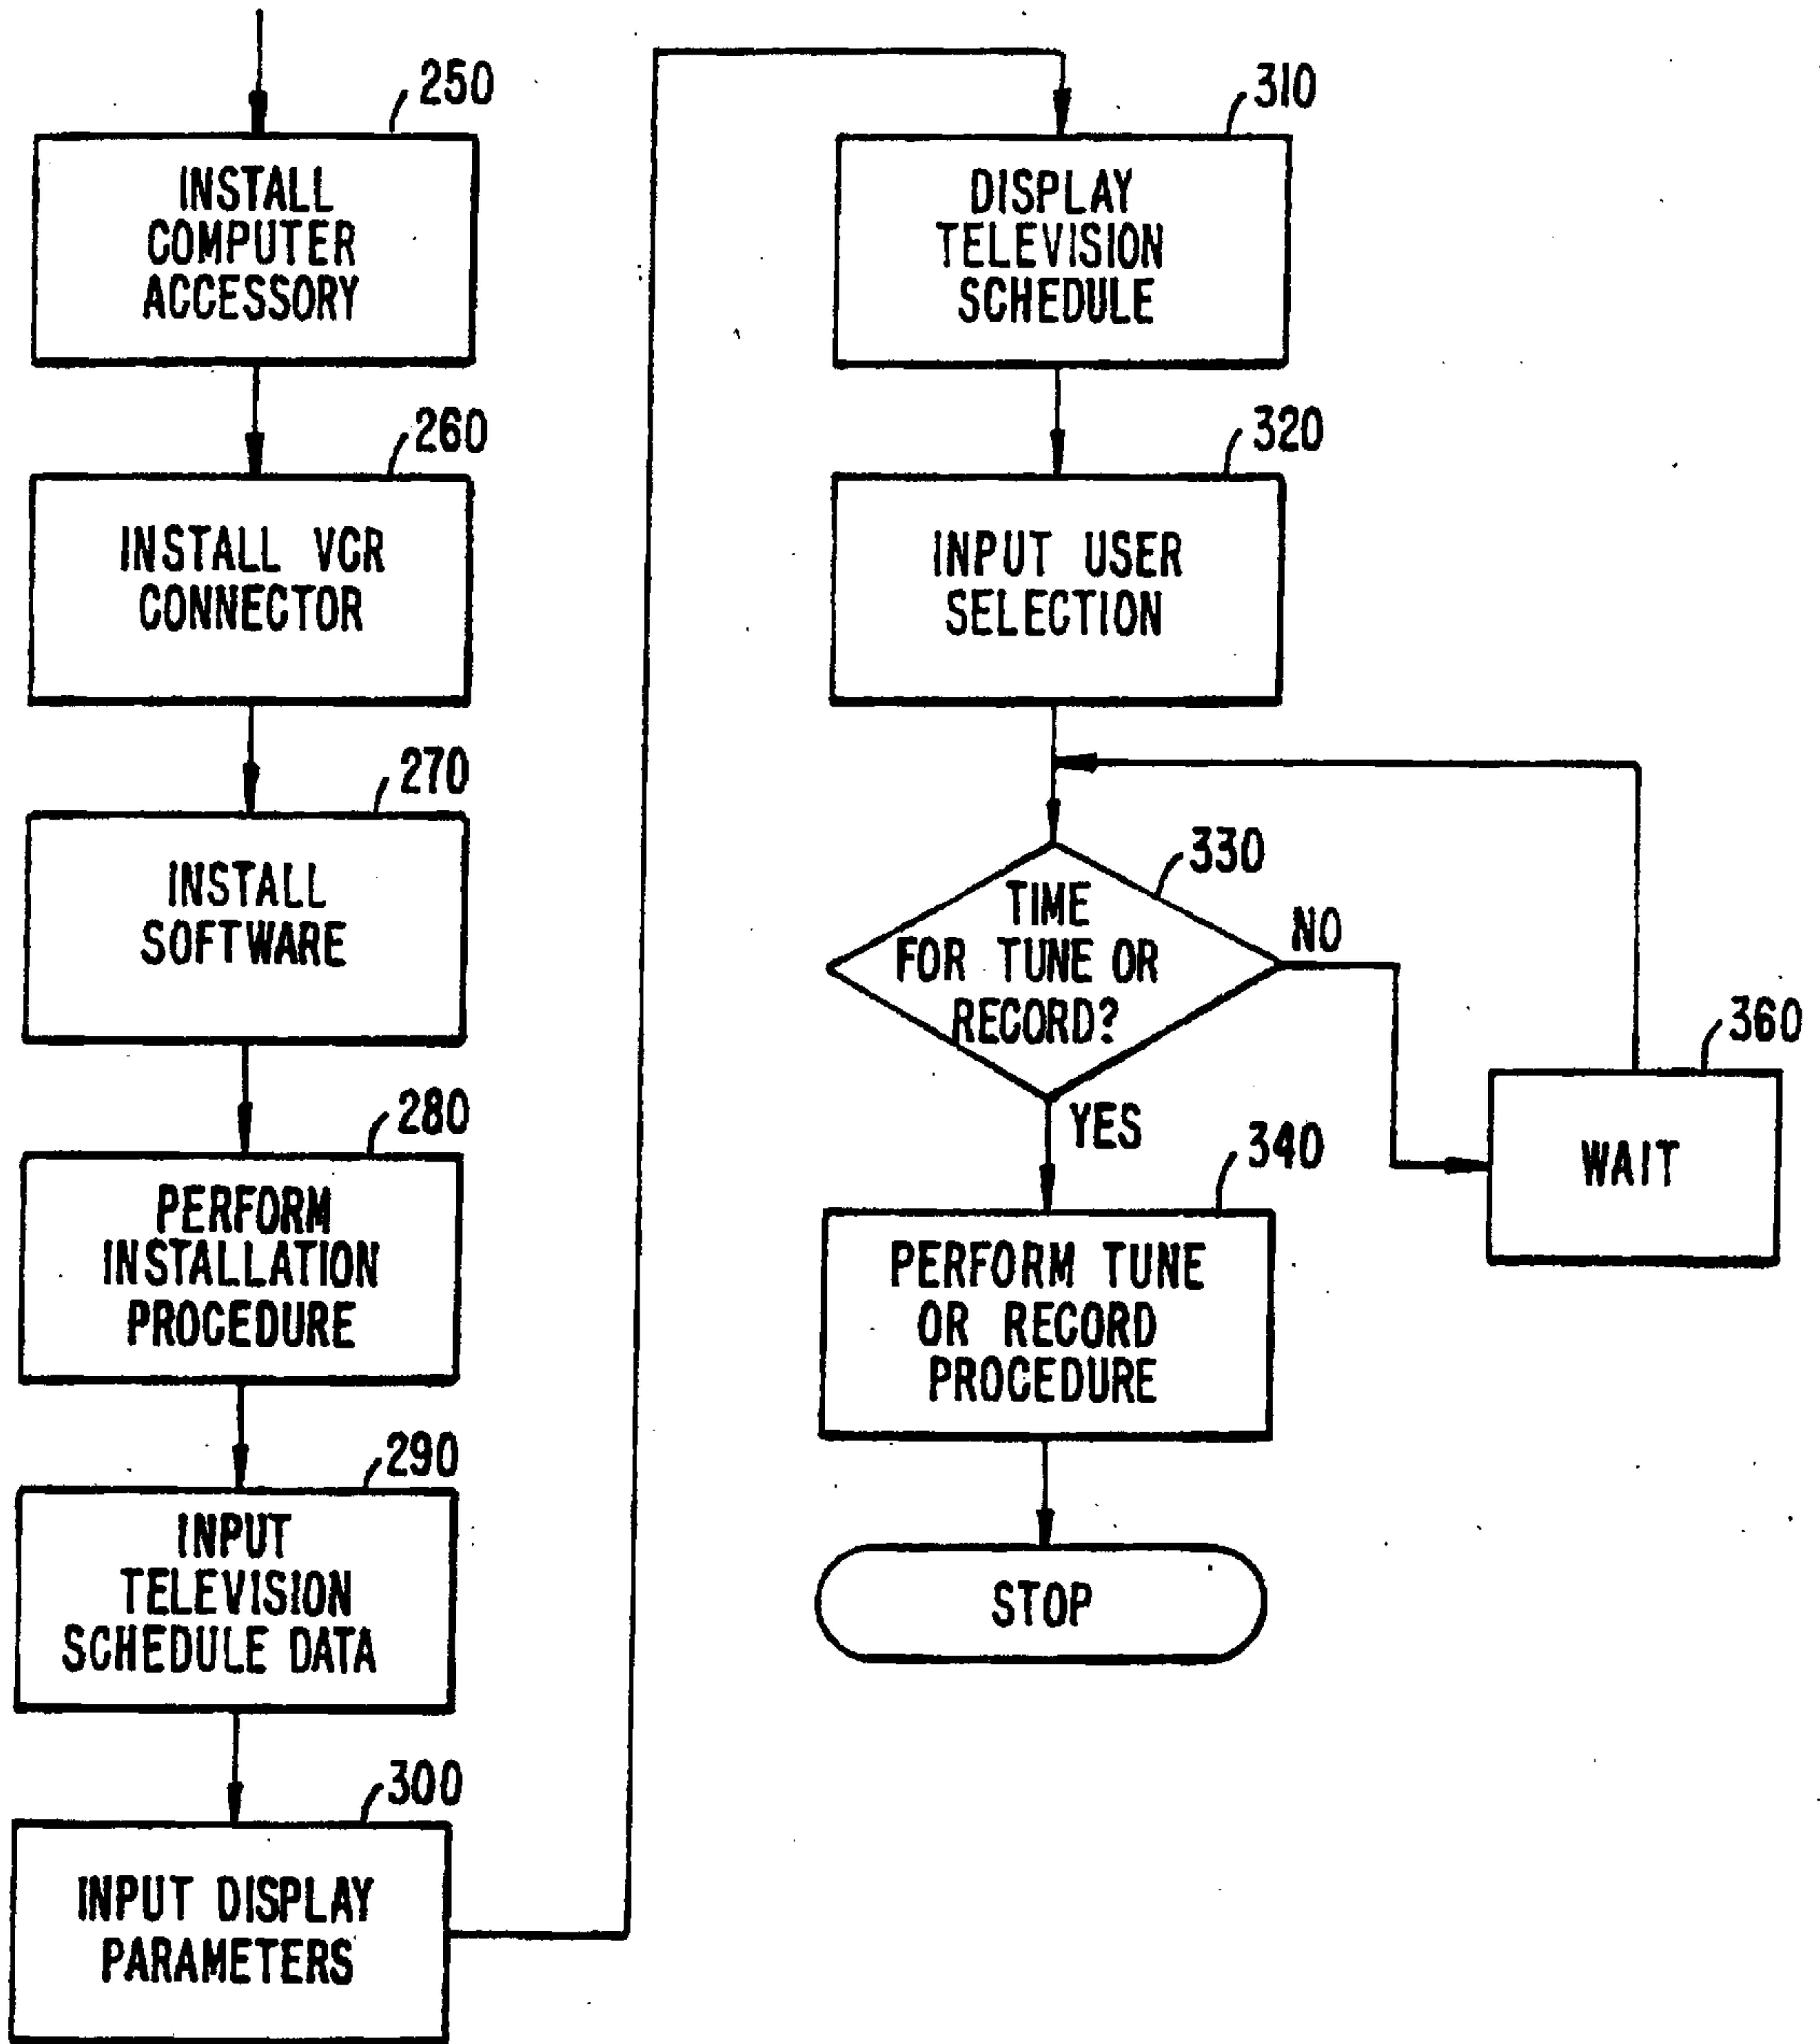 250
INSTALL
COMPUTER
ACCESSORY
260
INSTALL VCR
CONNECTOR
270
INSTALL
SOFTWARE
280
PERFORM
INSTALLATION
PROCEDURE
290
INPUT
TELEVISION
SCHEDULE DATA
300
INPUT DISPLAY
PARAMETERS
310
DISPLAY
TELEVISION
SCHEDULE
320
INPUT USER
SELECTION
330
TIME
FOR TUNE OR
RECORD?
NO
YES
360
WAIT
340
PERFORM TUNE
OR RECORD
PROCEDURE
STOP